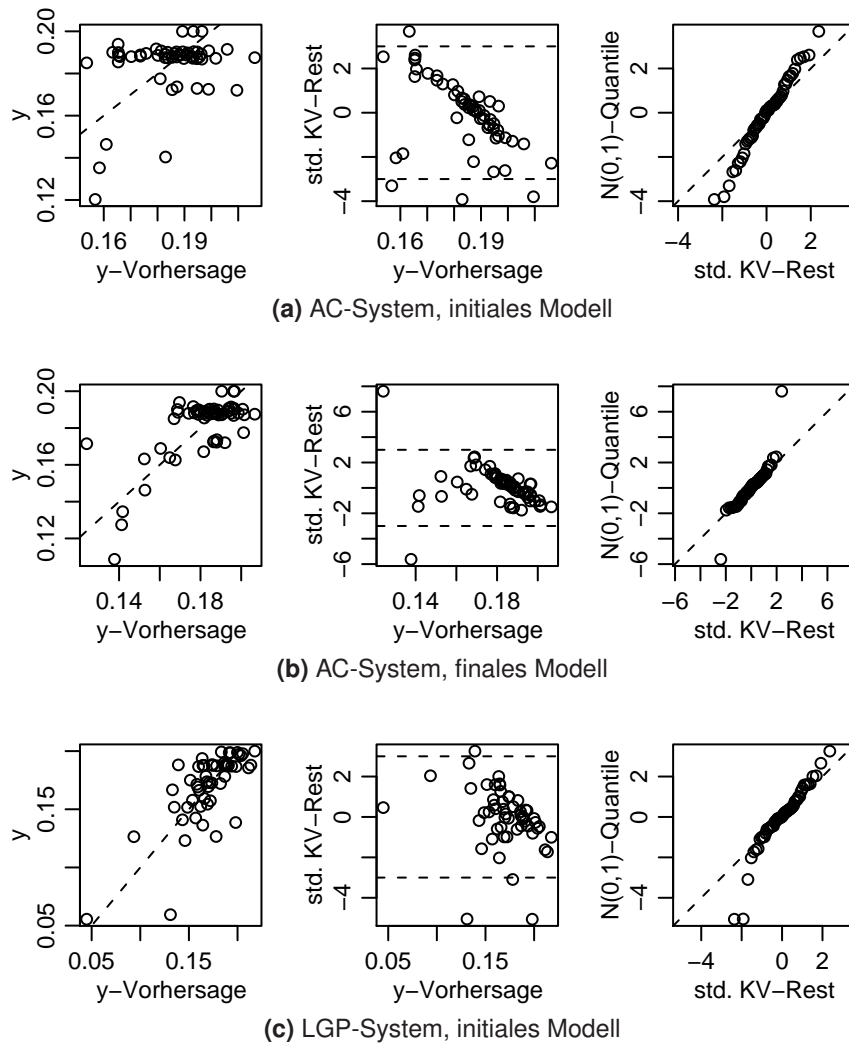 0.12 0.16 0.20
y
0.16 0.19
y−Vorhersage
−4 0 2
std. KV−Rest
0.16 0.19
y−Vorhersage
−4 0 2
N(0,1)−Quantile
−4 0 2
std. KV−Rest
(a) AC-System, initiales Modell
0.12 0.16 0.20
y
0.14 0.18
y−Vorhersage
−6 −2 2 6
std. KV−Rest
0.14 0.18
y−Vorhersage
−6 −2 2 6
N(0,1)−Quantile
−6 −2 2 6
std. KV−Rest
(b) AC-System, finales Modell
0.05 0.15
y
0.05 0.15
y−Vorhersage
−4 0 2
std. KV−Rest
0.05 0.15
y−Vorhersage
−4 0 2
N(0,1)−Quantile
−4 0 2
std. KV−Rest
(c) LGP-System, initiales Modell